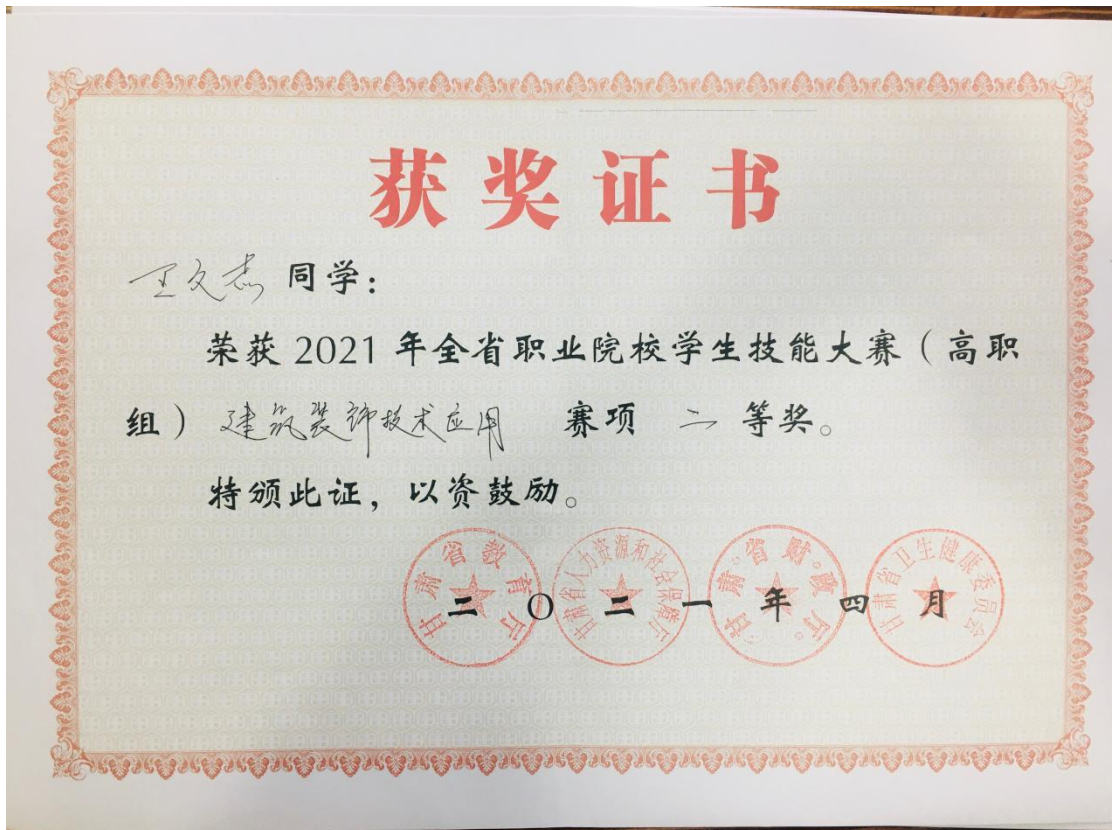 获奖证书
王文杰 同学：
荣获 2021 年全省职业院校学生技能大赛（高职
组） 建筑装饰技术应用 赛项 二 等奖。
特颁此证，以资鼓励。
甘肃省教育厅
甘肃省人力资源和社会保障厅
甘肃省财政厅
甘肃省卫生健康委员会
二〇二一年四月